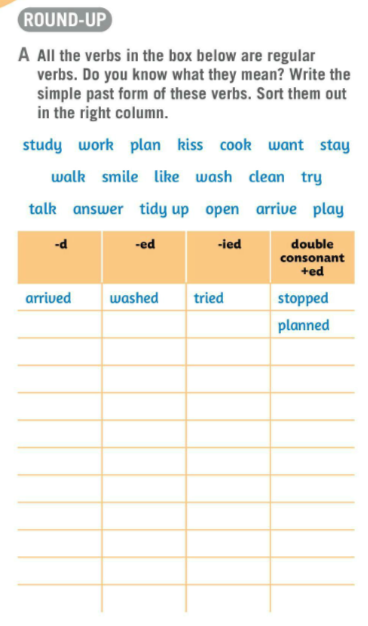 ROUND-UP
A All the verbs in the box below are regular
verbs. Do you know what they mean? Write the
simple past form of these verbs. Sort them out
in the right column.
study work plan kiss cook want stay
walk smile like wash clean try
talk answer tidy up open arrive play
-d -ed -ied double
consonant
+ed
arrived washed tried stopped
planned